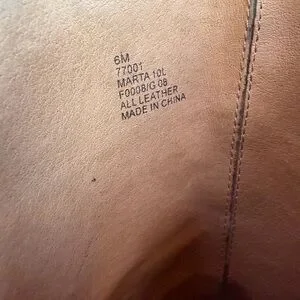 6M
77001
MARTA 10L
F0008/G 08
ALL LEATHER
MADE IN CHINA